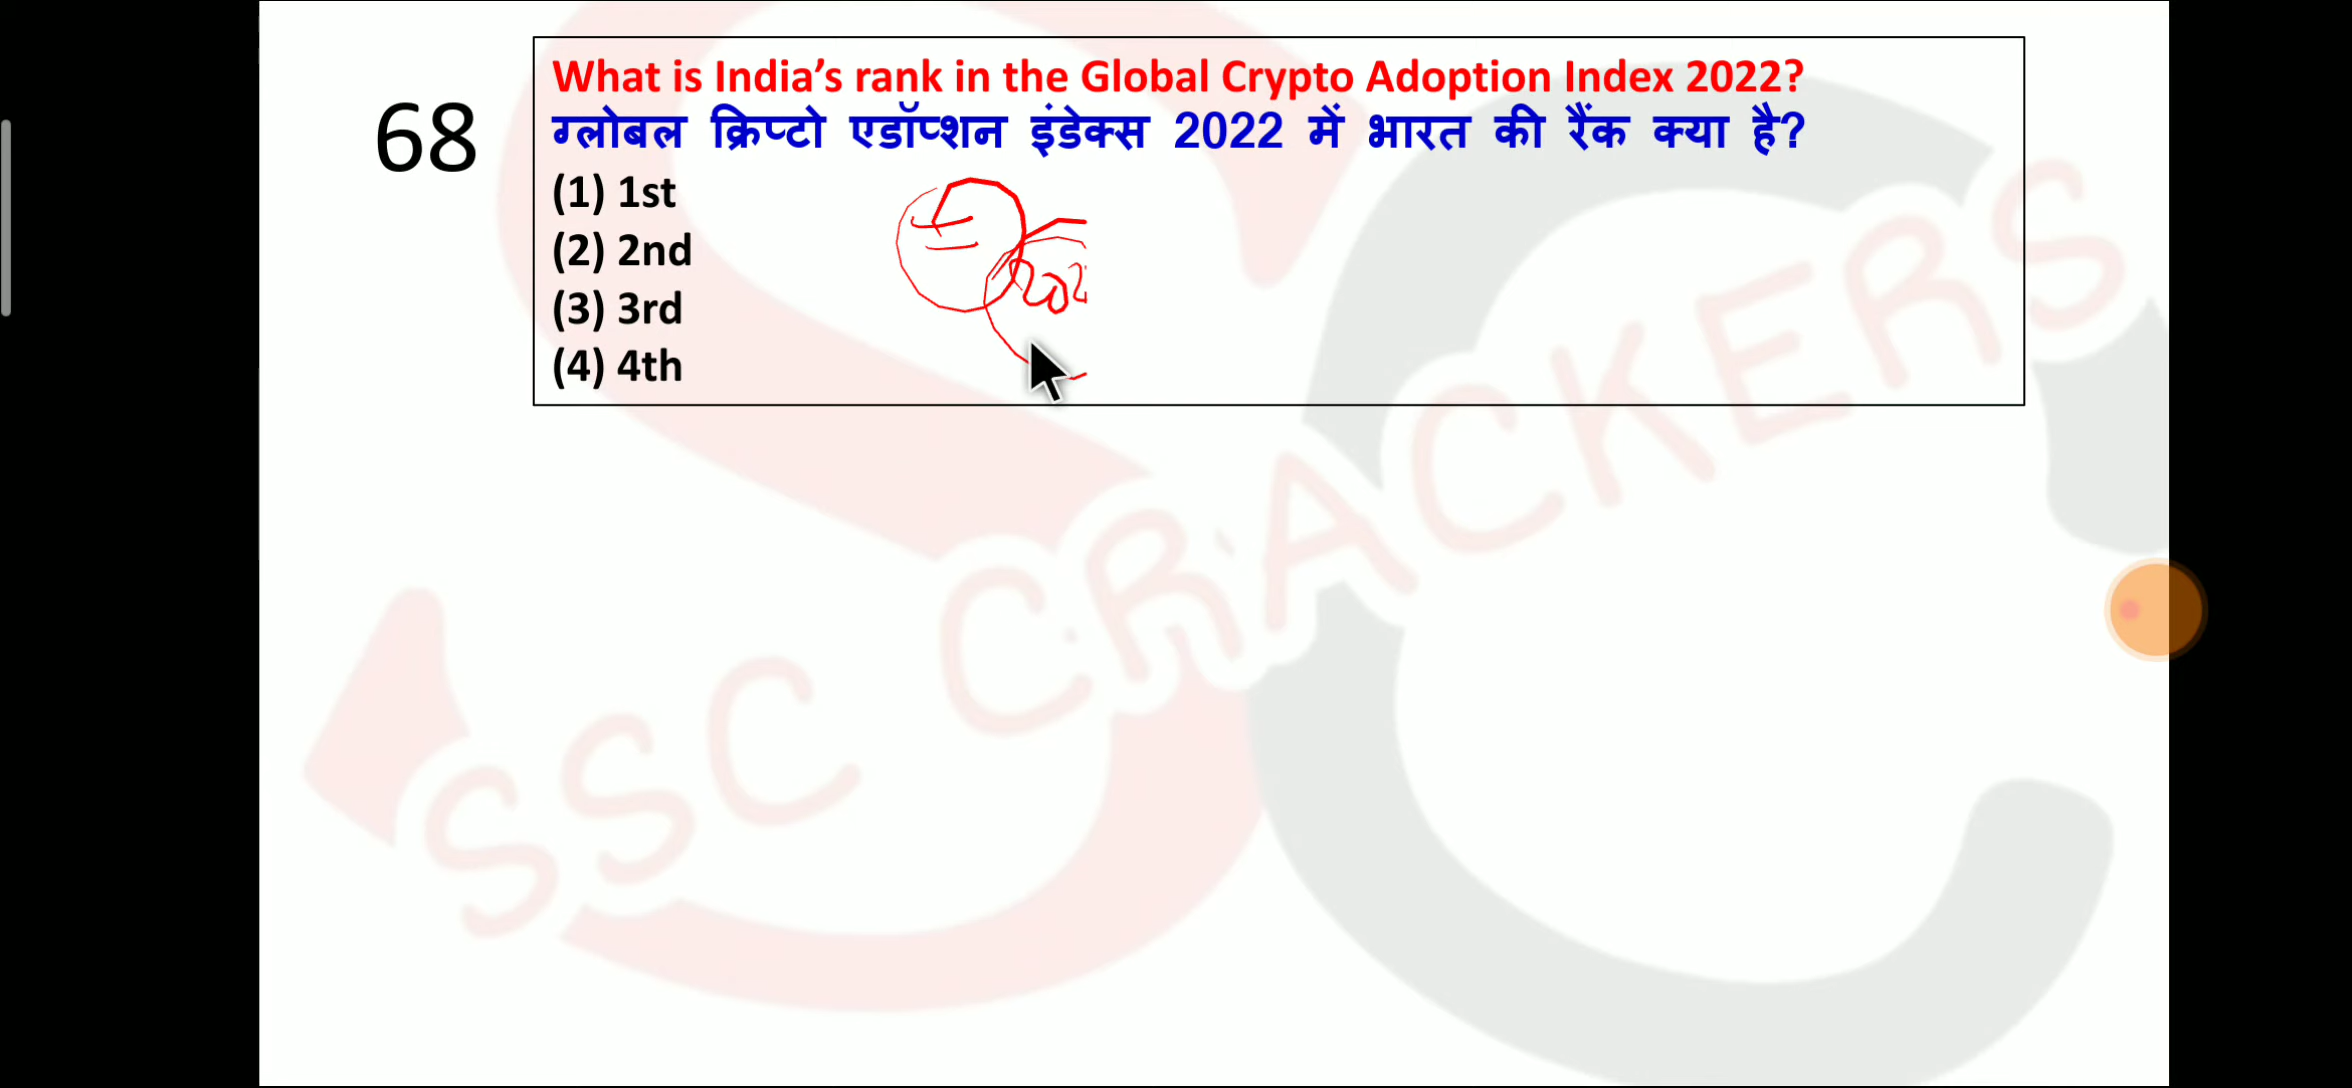 68
What is India's rank in the Global Crypto Adoption Index 2022?
ग्लोबल क्रिप्टो एडॉप्शन इंडेक्स 2022 में भारत की रैंक क्या है?
(1) 1st
(2) 2nd
(3) 3rd
(4) 4th
SSC CRACKERS